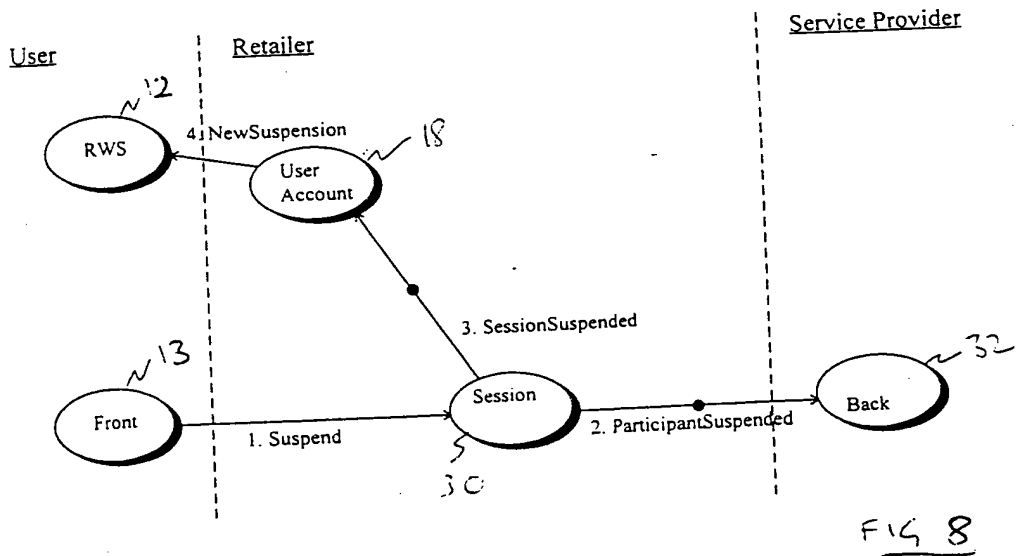 User
Retailer
Service Provider
12
RWS
4. NewSuspension
18
User
Account
3. SessionSuspended
13
Front
1. Suspend
Session
30
2. ParticipantSuspended
32
Back
FIG 8